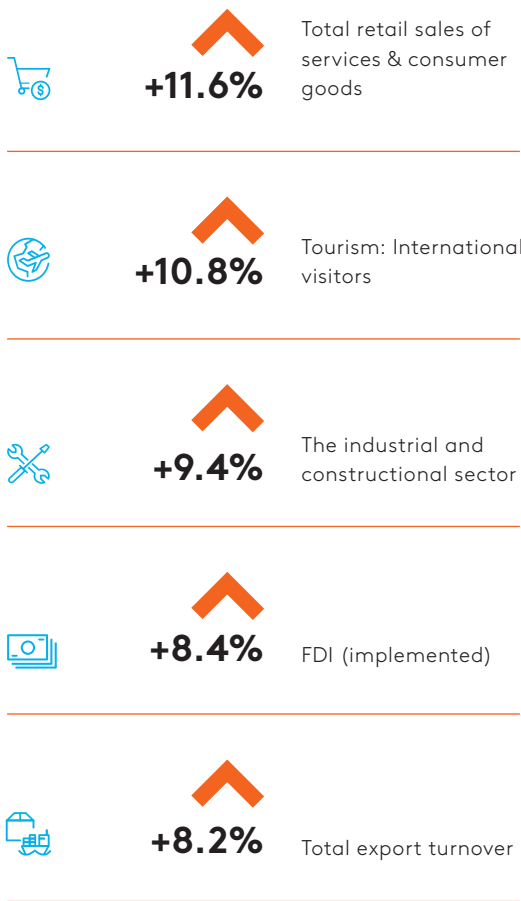 Total retail sales of
services & consumer
goods
+11.6%
Tourism: International
visitors
+10.8%
The industrial and
constructional sector
+9.4%
FDI (implemented)
+8.4%
Total export turnover
+8.2%